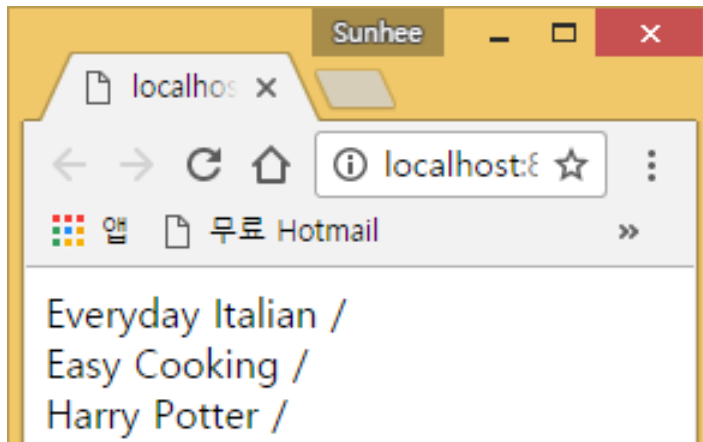 Sunhee
localhos
localhost:8
앱 무료 Hotmail »
Everyday Italian /
Easy Cooking /
Harry Potter /